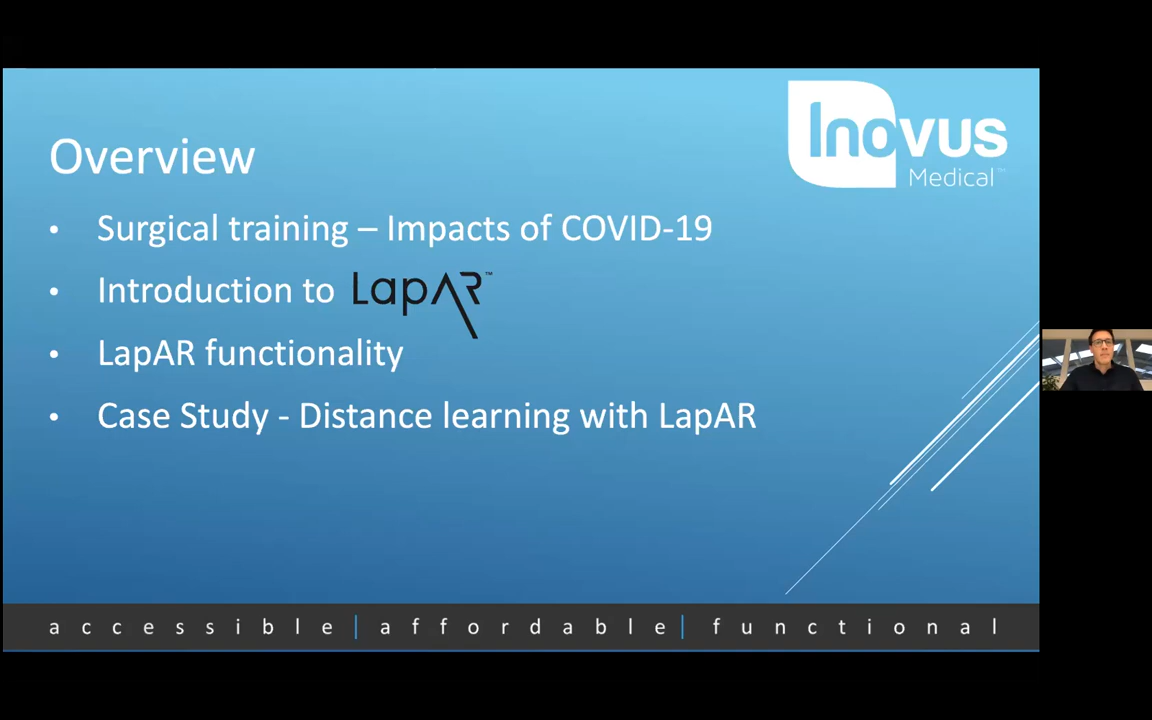 Inovus
Medical™
Overview
• Surgical training – Impacts of COVID-19
• Introduction to LapAR™
• LapAR functionality
• Case Study - Distance learning with LapAR
accessible | affordable | functional